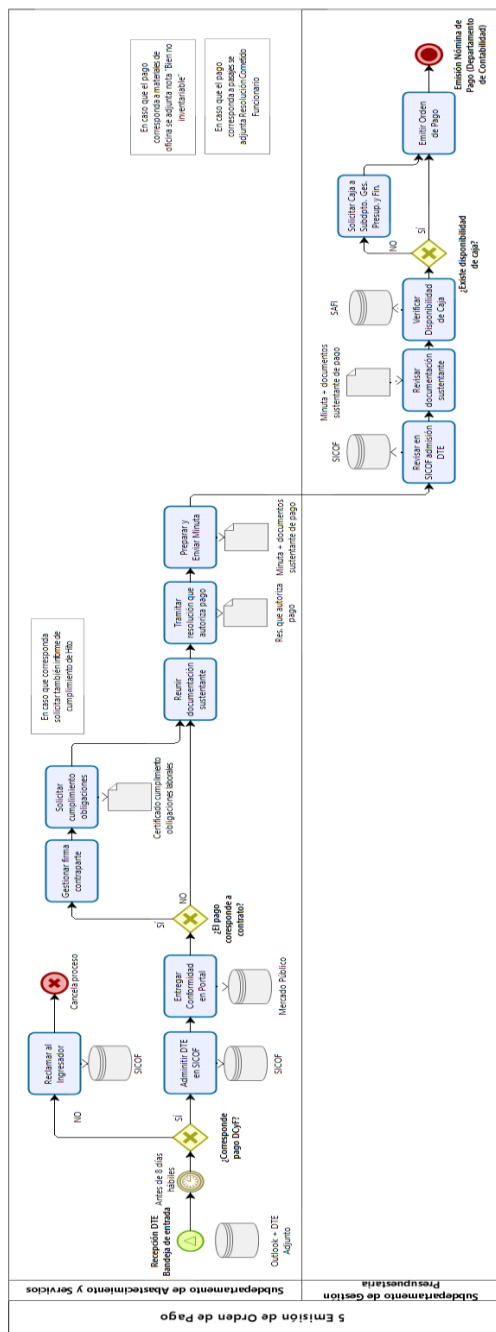 5 Emisión de Orden de Pago
Subdepartamento de Abastecimiento y Servicios
Subdepartamento de Gestión
Presupuestaria
Recepción DTE
Bandeja de entrada
Outlook + DTE
Adjunto
Antes de 8 días
hábiles
¿Corresponde
pago DCyF?
NO
SÍ
Reclamar al
Ingresador
SICOF
Cancela proceso
Adminitir DTE
en SICOF
SICOF
Entregar
Conformidad
en Portal
Mercado Público
¿El pago
coresponde a
contrato?
SÍ
NO
Gestionar firma
contraparte
Solicitar
cumplimiento
obligaciones
Certificado cumplimiento
obligaciones laborales
En caso que corresponda
solicitar también informe de
cumplimiento de Hito
Reunir
documentación
sustentante
Tramitar
resolución que
autoriza pago
Res. que autoriza
pago
Preparar y
Enviar Minuta
Minuta + documentos
sustentante de pago
Revisar en
SICOF admisión
DTE
SICOF
Revisar
documentación
sustentante
Minuta + documentos
sustentante de pago
Verificar
Disponibilidad
de Caja
SAFI
¿Existe disponibilidad
de caja?
NO
SÍ
Solicitar Caja a
Subdpto. Ges.
Presup. y Fin.
Emitir Orden
de Pago
Emisión Nómina de
Pago (Departamento
de Contabilidad)
En caso que el pago
corresponda a materiales de
oficina se adjunta nota "Bien no
inventariable"
En caso que el pago
corresponda a pasajes se
adjunta Resolución Cometido
Funcionario